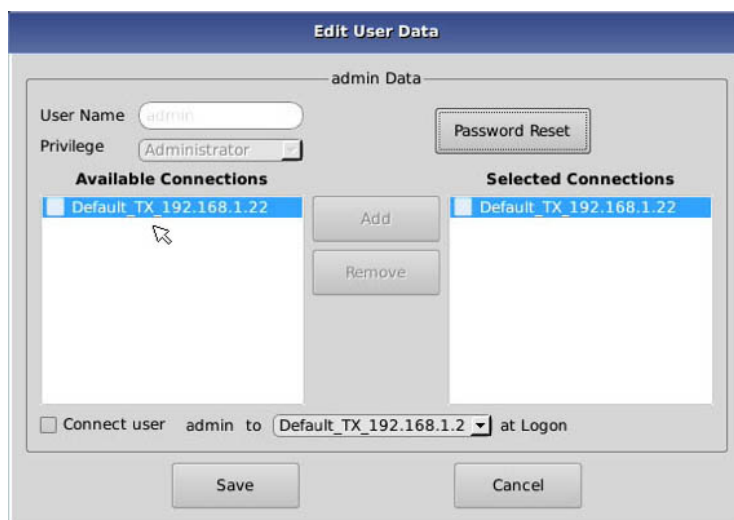 Edit User Data
admin Data
User Name admin
Password Reset
Privilege Administrator
Available Connections
Selected Connections
Default_TX_192.168.1.22
Add
Default_TX_192.168.1.22
Remove
Connect user admin to Default_TX_192.168.1.2 at Logon
Save
Cancel